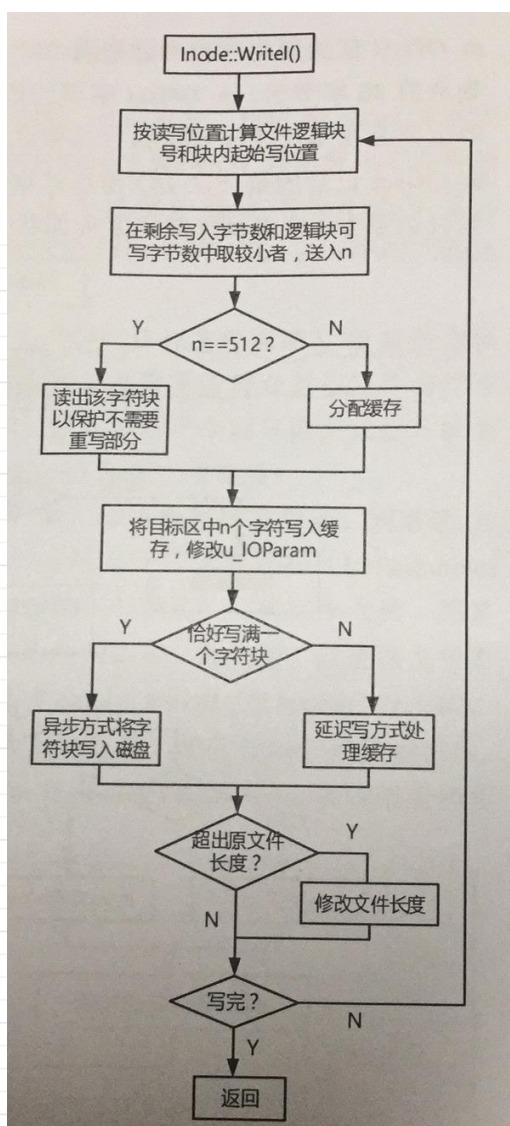 Inode::WriteI()
按读写位置计算文件逻辑块
号和块内起始写位置
在剩余写入字节数和逻辑块可
写字节数中取较小者，送入n
n==512？
Y
N
读出该字符块
以保护不需要
重写部分
分配缓存
将目标区中n个字符写入缓
存，修改u_IOParam
恰好写满一
个字符块
Y
N
异步方式将字
符块写入磁盘
延迟写方式处
理缓存
超出原文件
长度？
Y
修改文件长度
N
写完？
N
Y
返回